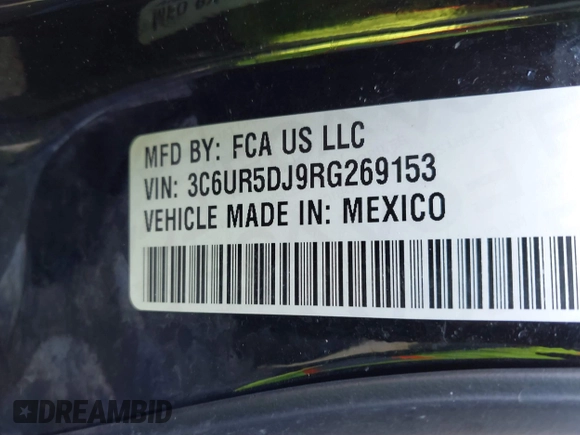 MFD BY: FCA US LLC
VIN: 3C6UR5DJ9RG269153
VEHICLE MADE IN: MEXICO
DREAMBID